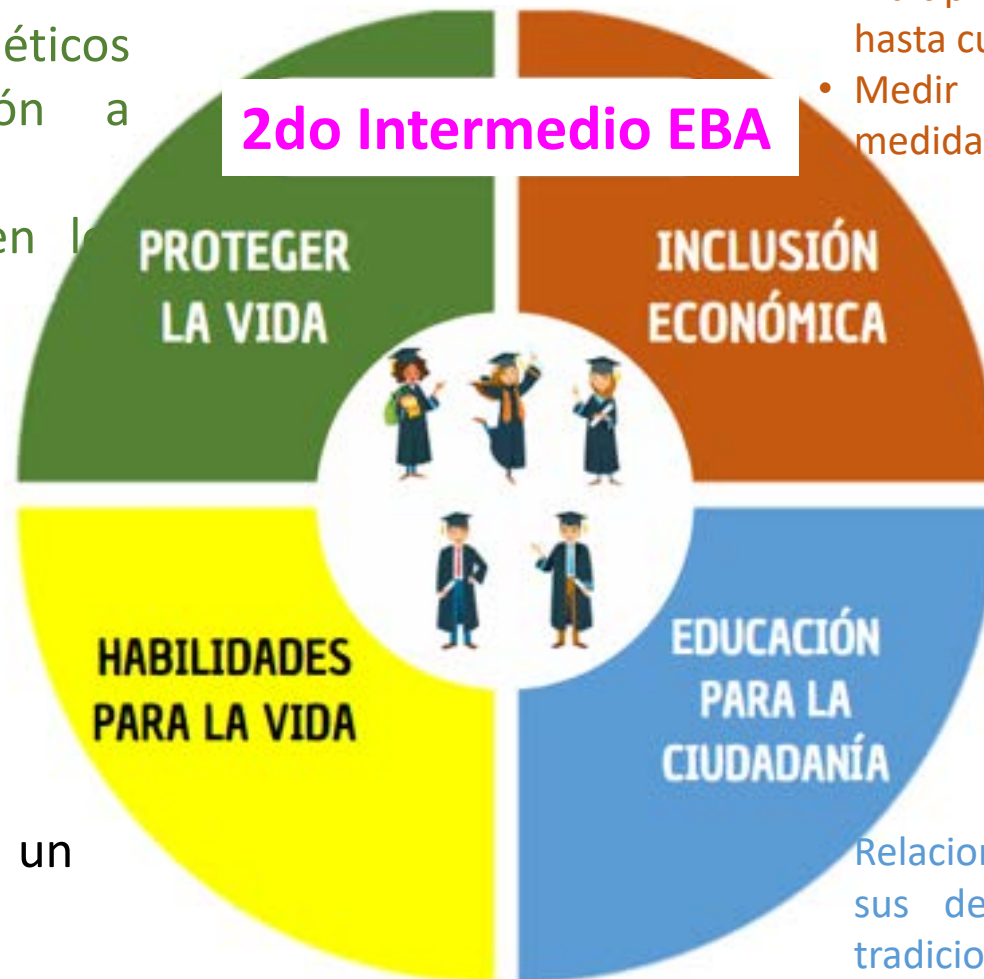 éticos
ón a
en
2do Intermedio EBA
hasta
• Medir
medida
PROTEGER
LA VIDA
INCLUSIÓN
ECONÓMICA
HABILIDADES
PARA LA VIDA
EDUCACIÓN
PARA LA
CIUDADANÍA
un
sus